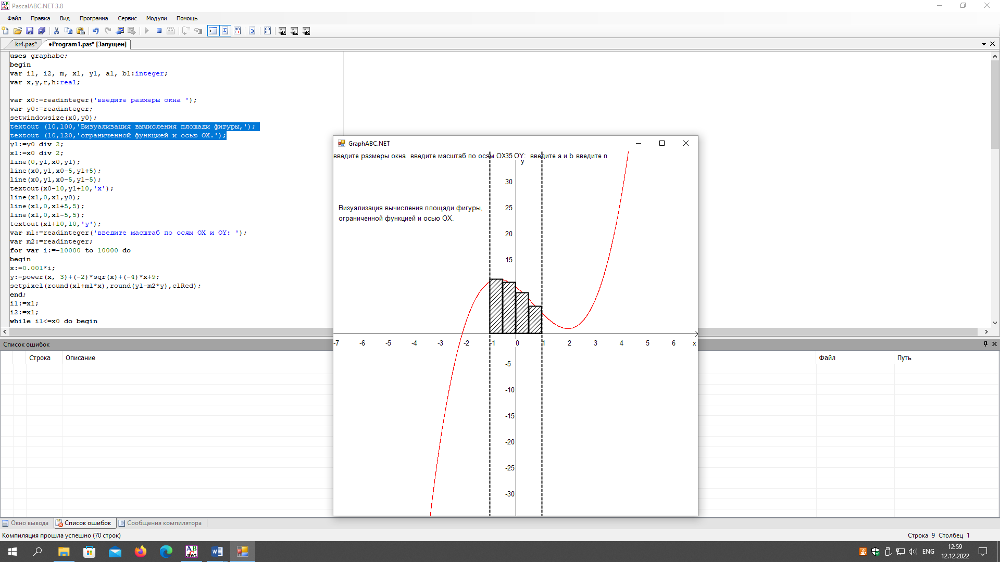 PascalABC.NET 3.8
Файл Правка Вид Программа Сервис Модули Помощь
kr4.pas* •Program1.pas* [Запущен]
uses graphabc;
begin
var i1, i2, m, x1, y1, a1, b1:integer;
var x,y,r,h:real;
var x0:=readinteger('введите размеры окна ');
var y0:=readinteger;
setwindowsize(x0,y0);
textout (10,100,'Визуализация вычисления площади фигуры,');
textout (10,120,'ограниченной функцией и осью OX.');
y1:=y0 div 2;
x1:=x0 div 2;
line(0,y1,x0,y1);
line(x0,y1,x0-5,y1+5);
line(x0,y1,x0-5,y1-5);
textout(x0-10,y1+10,'x');
line(x1,0,x1,y0);
line(x1,0,x1+5,5);
line(x1,0,x1-5,5);
textout(x1+10,10,'y');
var m1:=readinteger('введите масштаб по осям OX и OY: ');
var m2:=readinteger;
for var i:=-10000 to 10000 do
begin
x:=0.001*i;
y:=power(x, 3)+(-2)*sqr(x)+(-4)*x+9;
setpixel(round(x1+m1*x),round(y1-m2*y),clRed);
end;
i1:=x1;
i2:=x1;
while i1<=x0 do begin
GraphABC.NET
введите размеры окна введите масштаб по осям OX35 OY: введите a и b введите n
y
30
Визуализация вычисления площади фигуры,
25
ограниченной функцией и осью OX.
20
15
-7 -6 -5 -4 -3 -2 -1 0 1 2 3 4 5 6 x
-5
-10
-15
-20
-25
-30
Список ошибок
Строка Описание Файл Путь
Окно вывода Список ошибок Сообщения компилятора
Компиляция прошла успешно (70 строк) Строка 9 Столбец 1
ENG
12:59
12.12.2022